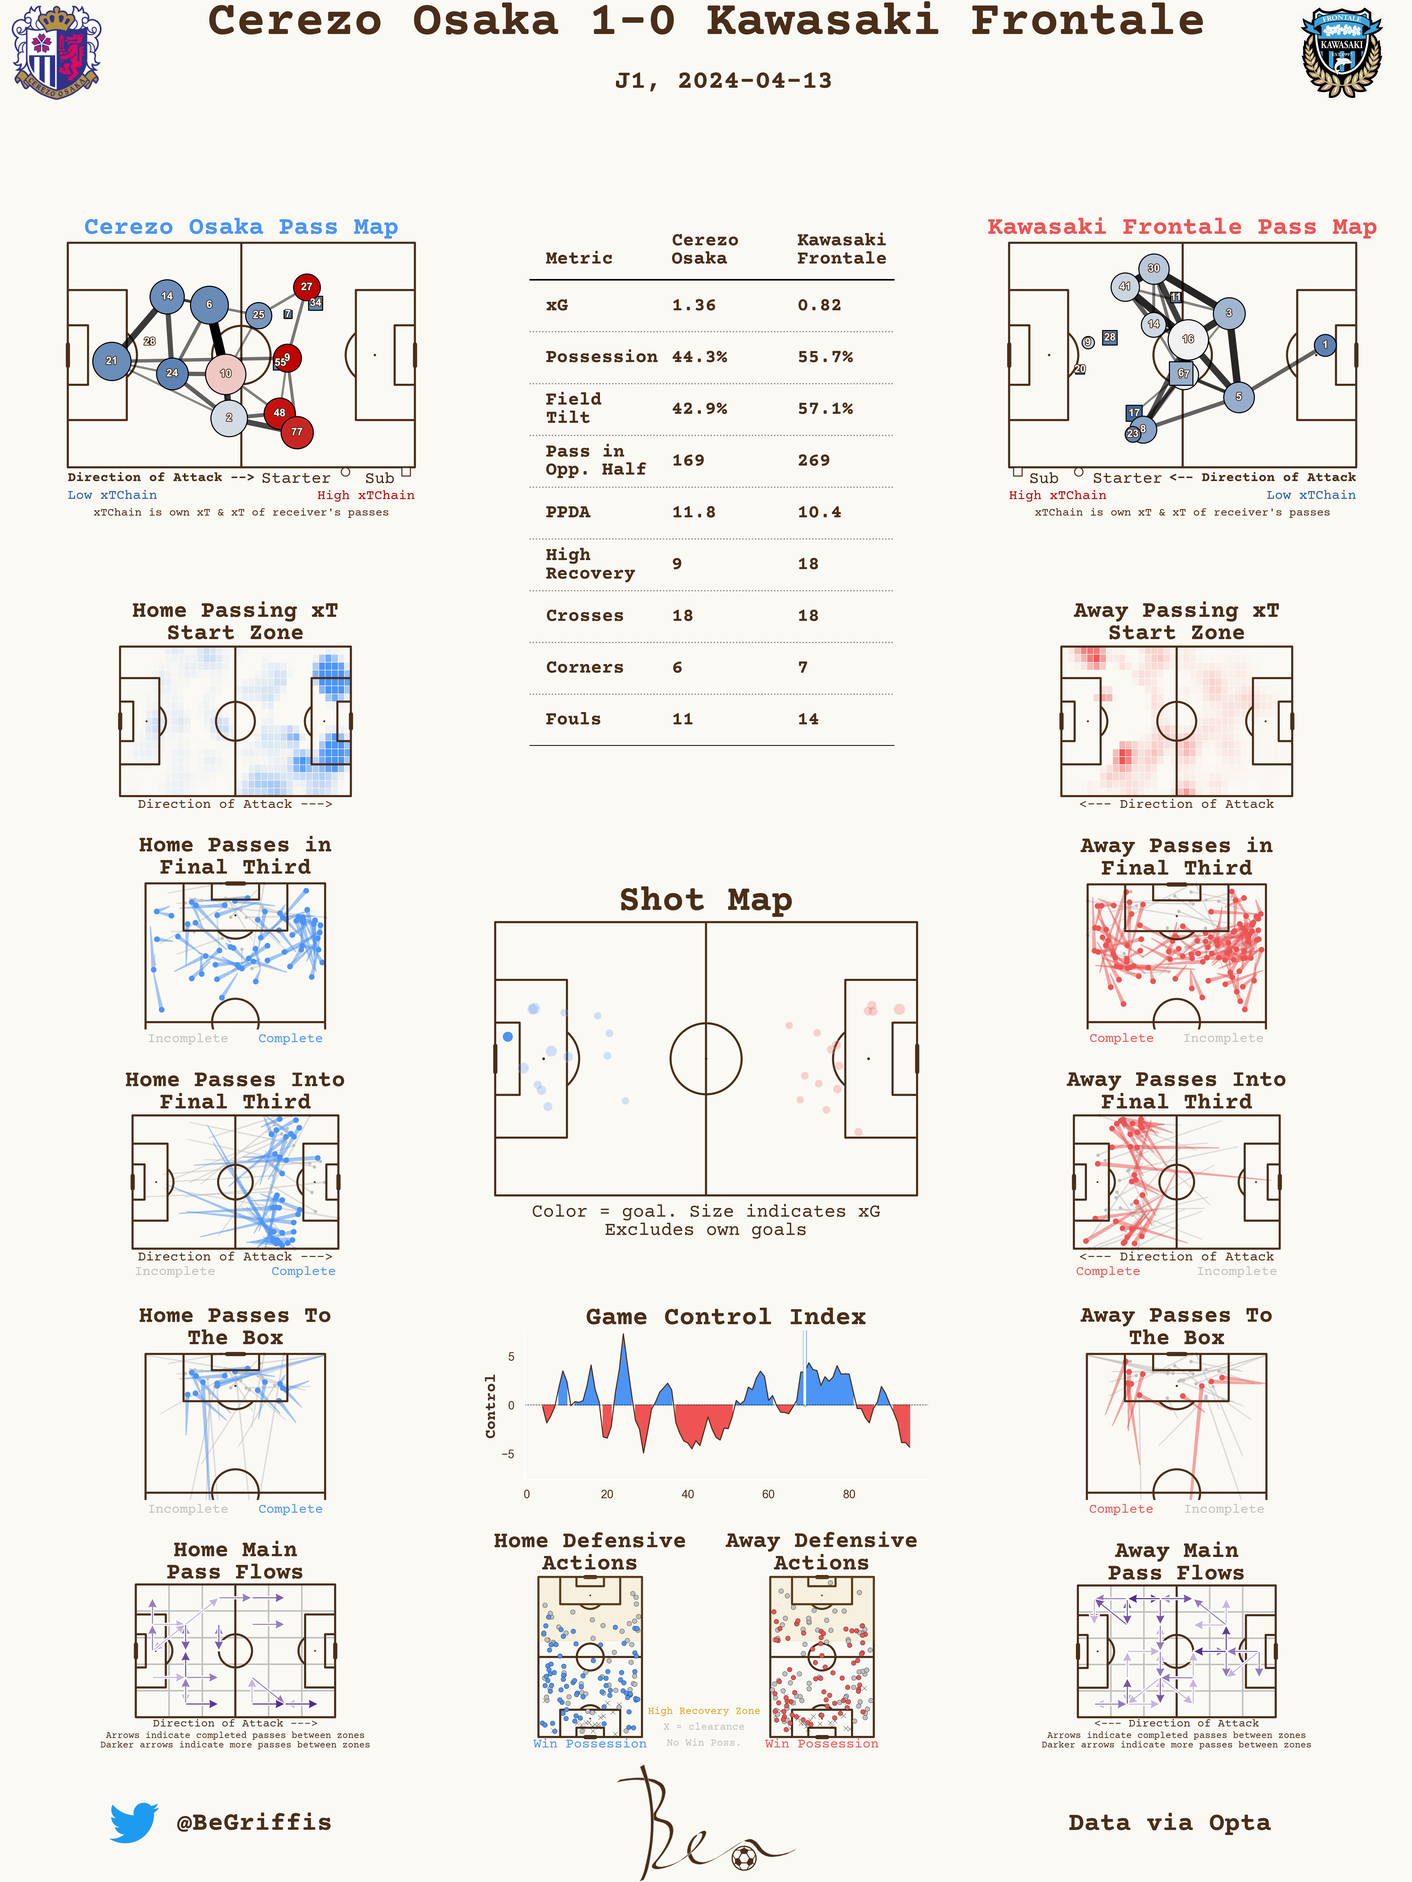 Cerezo Osaka 1-0 Kawasaki Frontale
J1, 2024-04-13
CEREZO OSAKA
FRONTALE
KAWASAKI
Cerezo Osaka Pass Map
14
6
27
34
7
25
28
21
9
55
24
10
2
48
77
Direction of Attack --> Starter Sub
Low xTChain High xTChain
xTChain is own xT & xT of receiver's passes
Metric Cerezo Osaka Kawasaki Frontale
xG 1.36 0.82
Possession 44.3% 55.7%
Field Tilt 42.9% 57.1%
Pass in Opp. Half 169 269
PPDA 11.8 10.4
High Recovery 9 18
Crosses 18 18
Corners 6 7
Fouls 11 14
Kawasaki Frontale Pass Map
30
41
11
3
14
28
9
16
1
20
6
7
5
17
8
23
Sub Starter <-- Direction of Attack
High xTChain Low xTChain
xTChain is own xT & xT of receiver's passes
Home Passing xT
Start Zone
Direction of Attack --->
Away Passing xT
Start Zone
<--- Direction of Attack
Home Passes in
Final Third
Incomplete Complete
Away Passes in
Final Third
Complete Incomplete
Shot Map
Color = goal. Size indicates xG
Excludes own goals
Home Passes Into
Final Third
Direction of Attack --->
Incomplete Complete
Away Passes Into
Final Third
<--- Direction of Attack
Complete Incomplete
Home Passes To
The Box
Incomplete Complete
Game Control Index
Control
5
0
−5
0 20 40 60 80
Away Passes To
The Box
Complete Incomplete
Home Main
Pass Flows
Direction of Attack --->
Arrows indicate completed passes between zones
Darker arrows indicate more passes between zones
Home Defensive
Actions
Win Possession
Away Defensive
Actions
Win Possession
High Recovery Zone
X = clearance
No Win Poss.
Away Main
Pass Flows
<--- Direction of Attack
Arrows indicate completed passes between zones
Darker arrows indicate more passes between zones
@BeGriffis
Ben
Data via Opta